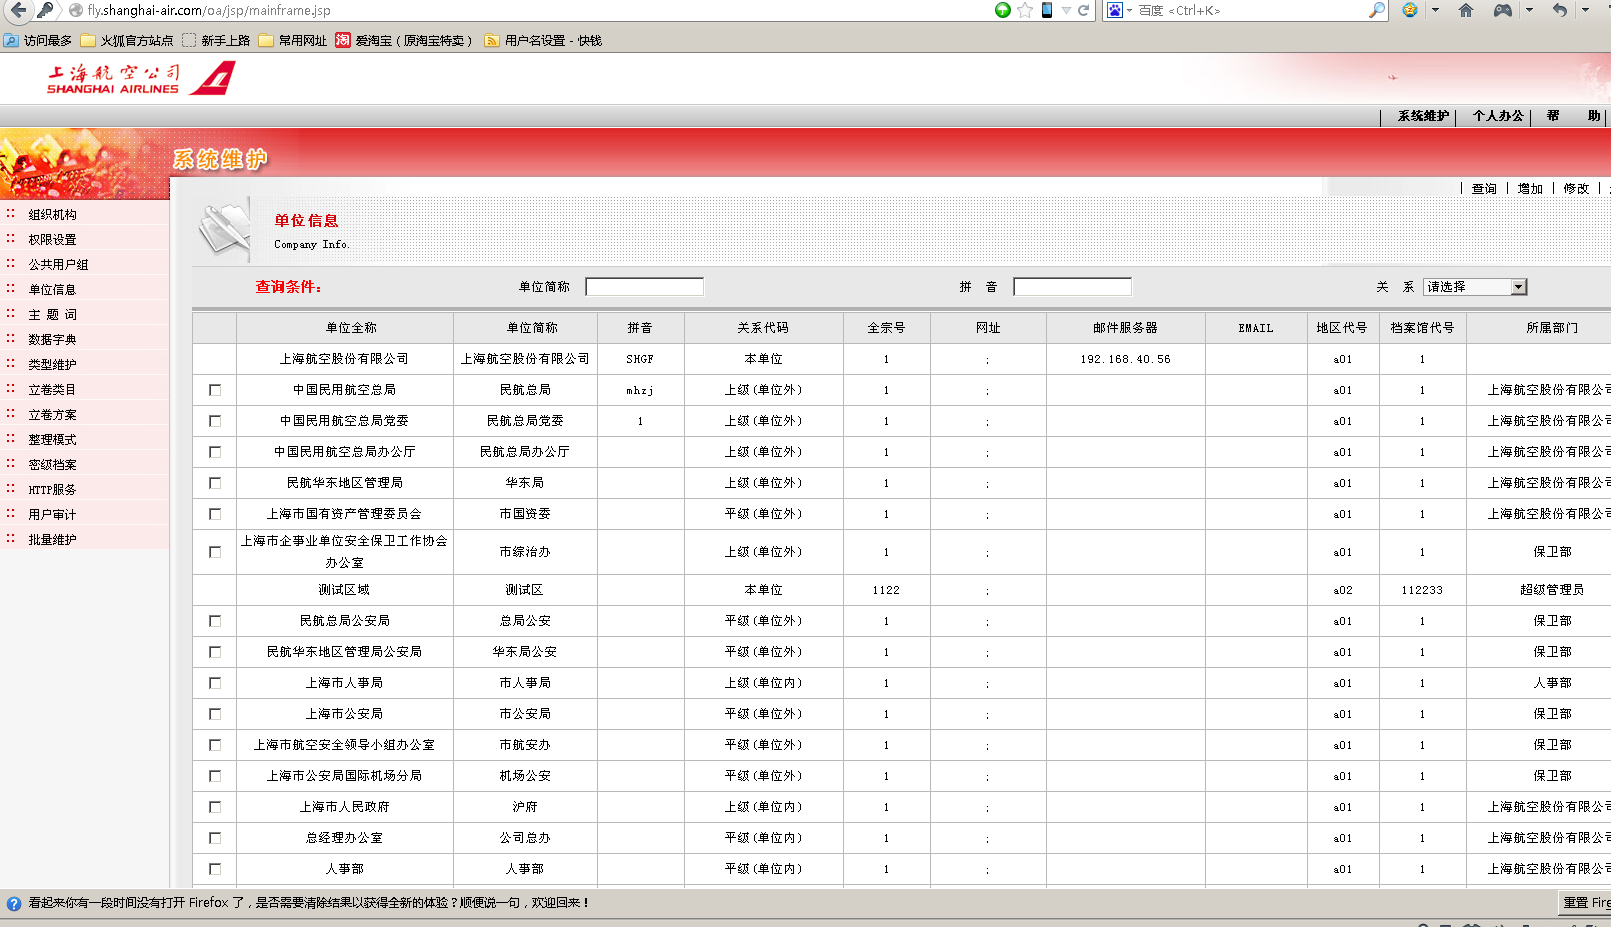 fly.shanghai-air.com/oa/jsp/mainframe.jsp 百度 <Ctrl+K>
访问最多 火狐官方站点 新手上路 常用网址 淘 爱淘宝（原淘宝特卖） 用户名设置 - 快钱
上海航空公司
SHANGHAI AIRLINES
系统维护 个人办公 帮 助
系统维护
查询 增加 修改
组织机构
权限设置
公共用户组
单位信息
主 题 词
数据字典
类型维护
立卷类目
立卷方案
整理模式
密级档案
HTTP服务
用户审计
批量维护
单位信息
Company Info.
查询条件: 单位简称 拼 音 关 系 请选择
单位全称 单位简称 拼音 关系代码 全宗号 网址 邮件服务器 EMAIL 地区代号 档案馆代号 所属部门
上海航空股份有限公司 上海航空股份有限公司 SHGF 本单位 1 ; 192.168.40.56 a01 1
中国民用航空总局 民航总局 mhzj 上级(单位外) 1 ; a01 1 上海航空股份有限公司
中国民用航空总局党委 民航总局党委 1 上级(单位外) 1 ; a01 1 上海航空股份有限公司
中国民用航空总局办公厅 民航总局办公厅 上级(单位外) 1 ; a01 1 上海航空股份有限公司
民航华东地区管理局 华东局 上级(单位外) 1 ; a01 1 上海航空股份有限公司
上海市国有资产管理委员会 市国资委 平级(单位外) 1 ; a01 1 上海航空股份有限公司
上海市企事业单位安全保卫工作协会
办公室 市综治办 上级(单位外) 1 ; a01 1 保卫部
测试区域 测试区 本单位 1122 ; a02 112233 超级管理员
民航总局公安局 总局公安 平级(单位外) 1 ; a01 1 保卫部
民航华东地区管理局公安局 华东局公安 平级(单位外) 1 ; a01 1 保卫部
上海市人事局 市人事局 上级(单位内) 1 ; a01 1 人事部
上海市公安局 市公安局 平级(单位外) 1 ; a01 1 保卫部
上海市航空安全领导小组办公室 市航安办 平级(单位外) 1 ; a01 1 保卫部
上海市公安局国际机场分局 机场公安 平级(单位外) 1 ; a01 1 保卫部
上海市人民政府 沪府 上级(单位内) 1 ; a01 1 上海航空股份有限公司
总经理办公室 公司总办 平级(单位内) 1 ; a01 1 上海航空股份有限公司
人事部 人事部 平级(单位内) 1 ; a01 1 上海航空股份有限公司
看起来你有一段时间没有打开 Firefox 了，是否需要清除结果以获得全新的体验？顺便说一句，欢迎回来！ 重置 Fire